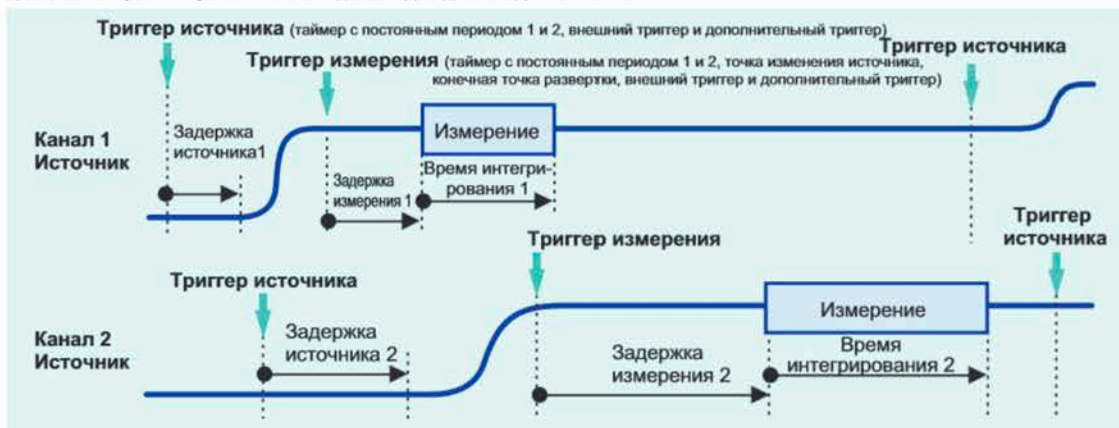 Триггер источника (таймер с постоянным периодом 1 и 2, внешний триггер и дополнительный триггер)
Триггер измерения (таймер с постоянным периодом 1 и 2, точка изменения источника,
конечная точка развертки, внешний триггер и дополнительный триггер)
Триггер источника
Канал 1
Источник
Задержка
источника1
Задержка
измерения 1
Измерение
Время интегри-
рования 1
Триггер измерения
Триггер
источника
Триггер источника
Канал 2
Источник
Задержка
источника 2
Задержка
измерения 2
Измерение
Время
интегрирования 2